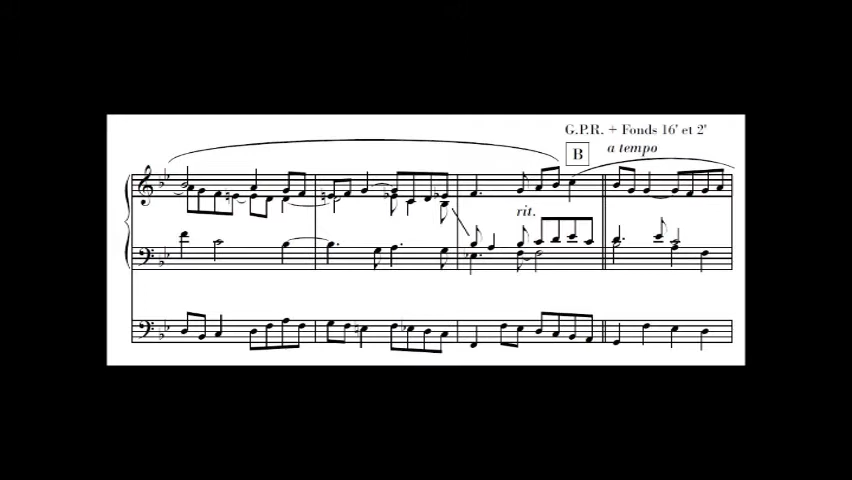 G.P.R. + Fonds 16' et 2'
B a tempo
rit.